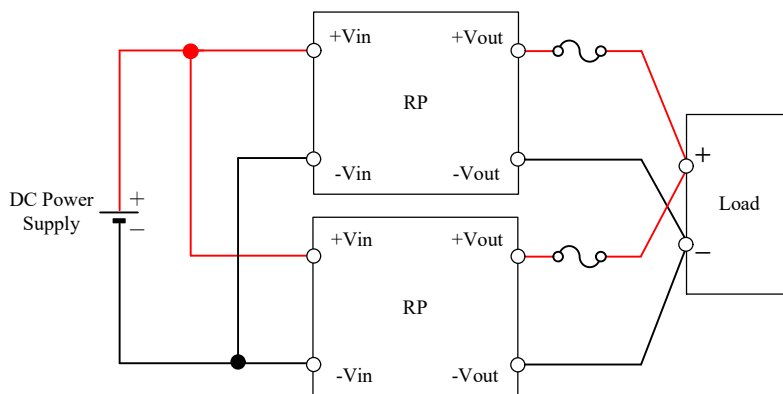 +Vin
+Vout
RP
-Vin
-Vout
DC Power
Supply
+
−
+
Load
−
+Vin
+Vout
RP
-Vin
-Vout